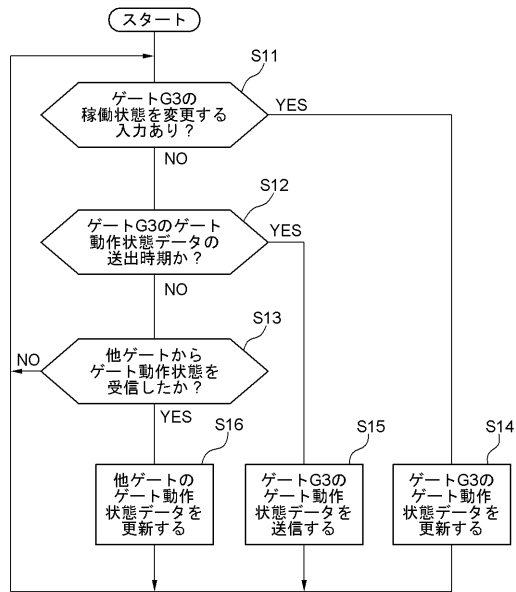 スタート
S11
ゲートG3の
稼働状態を変更する
入力あり？
YES
NO
S12
ゲートG3のゲート
動作状態データの
送出時期か？
YES
NO
S13
他ゲートから
ゲート動作状態を
受信したか？
NO
YES
S16
他ゲートの
ゲート動作
状態データを
更新する
S15
ゲートG3の
ゲート動作
状態データを
送信する
S14
ゲートG3の
ゲート動作
状態データを
更新する